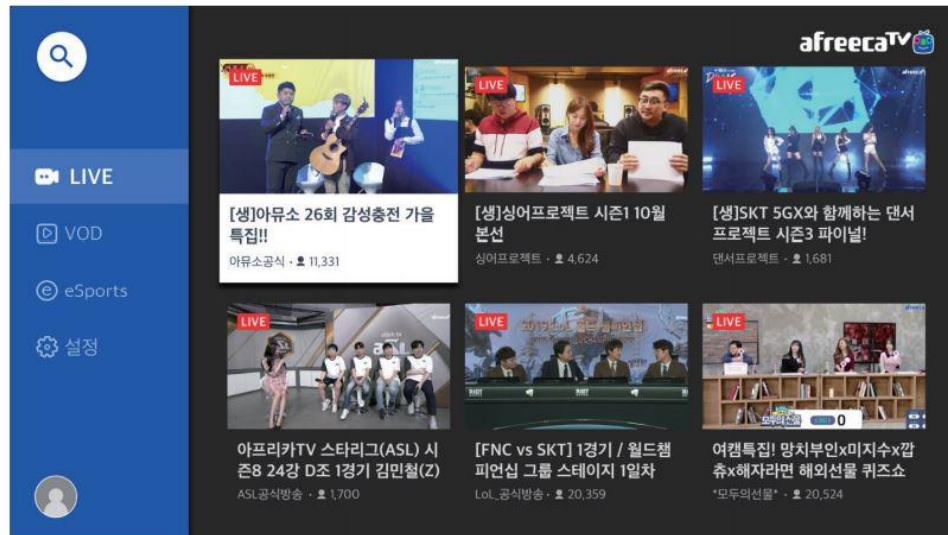 afreecaTV
LIVE
VOD
eSports
설정
LIVE
[생]아뮤소 26회 감성충전 가을
특집!!
아뮤소공식 · 11,331
LIVE
[생]싱어프로젝트 시즌1 10월
본선
싱어프로젝트 · 4,624
LIVE
[생]SKT 5GX와 함께하는 댄서
프로젝트 시즌3 파이널!
댄서프로젝트 · 1,681
LIVE
아프리카TV 스타리그(ASL) 시
즌8 24강 D조 1경기 김민철(Z)
ASL공식방송 · 1,700
LIVE
[FNC vs SKT] 1경기 / 월드챔
피언십 그룹 스테이지 1일차
LoL_공식방송 · 20,359
LIVE
0
여캠특집! 망치부인x미지수x깝
츄x해자라면 해외선물 퀴즈쇼
*모두의선물* · 20,524